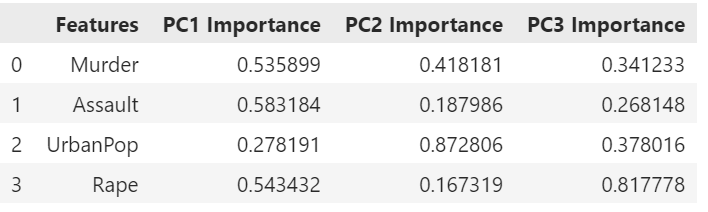 Features PC1 Importance PC2 Importance PC3 Importance
0 Murder 0.535899 0.418181 0.341233
1 Assault 0.583184 0.187986 0.268148
2 UrbanPop 0.278191 0.872806 0.378016
3 Rape 0.543432 0.167319 0.817778